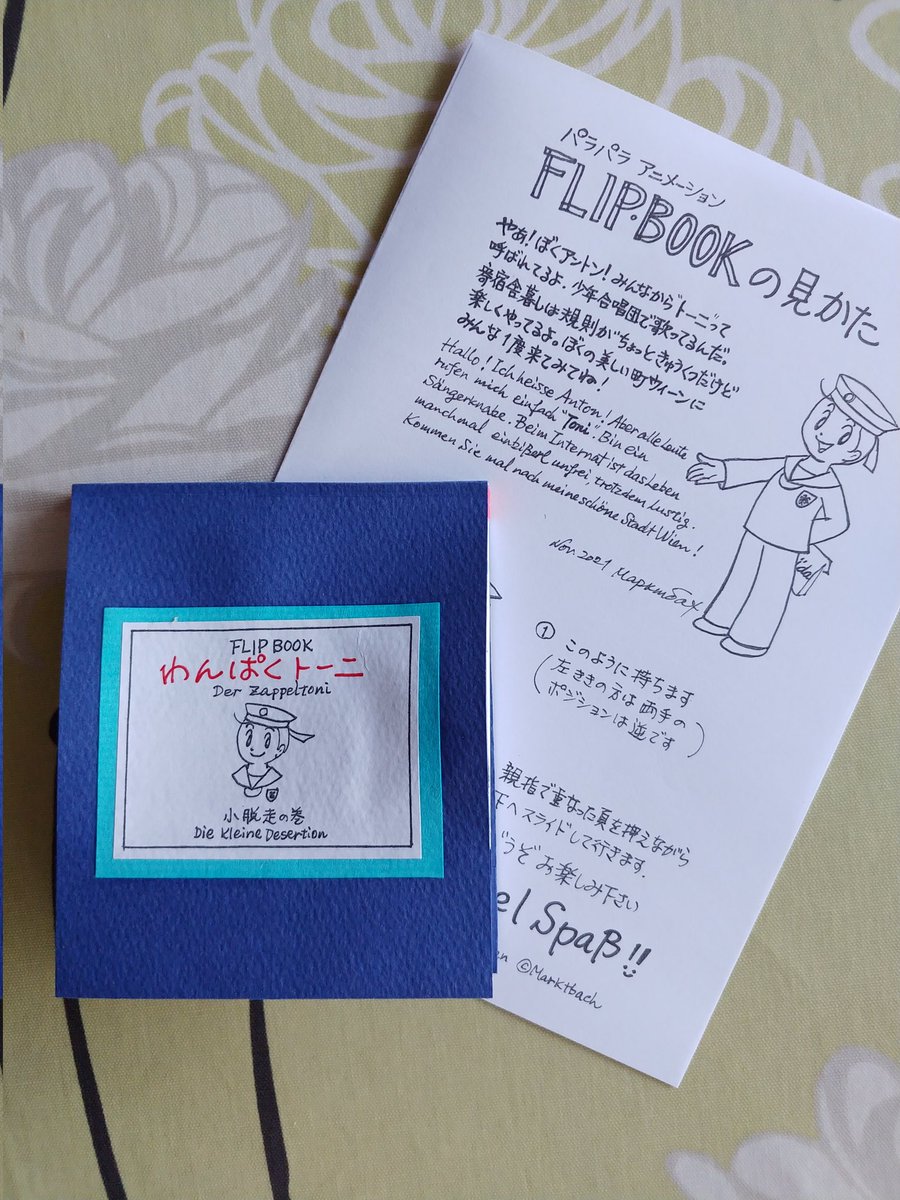 パラパラ アニメーション
FLIP・BOOKの見かた
やぁ!ぼくアントン!みんなから"トーニ"って
呼ばれてるよ.少年合唱団で歌ってるんだ。
寄宿舎暮しは規則がちょっときゅうくつだけど
楽しくやってるよ。ぼくの美しい町ウィーンに
みんな1度来てみてね!
Hallo! Ich heisse Anton! Aber alle Leute
rufen mich einfach "Toni". Bin ein
Sängerknabe. Beim Internat ist das Leben
manchmal einbißerl unfrei, trotzdem lustig.
Kommen Sie mal nach meine schöne Stadt Wien!
Nov. 2021 Марктбах
① このように持ちます
(左ききの方は両手の
ポジションは逆です)
親指で重なった頁を押えながら
下へスライドして行きます.
うぞお楽しみ下さい
el Spaß!!
en ©Marktbach
FLIP BOOK
わんぱくトーニ
Der Zappeltoni
小脱走の巻
Die Kleine Desertion